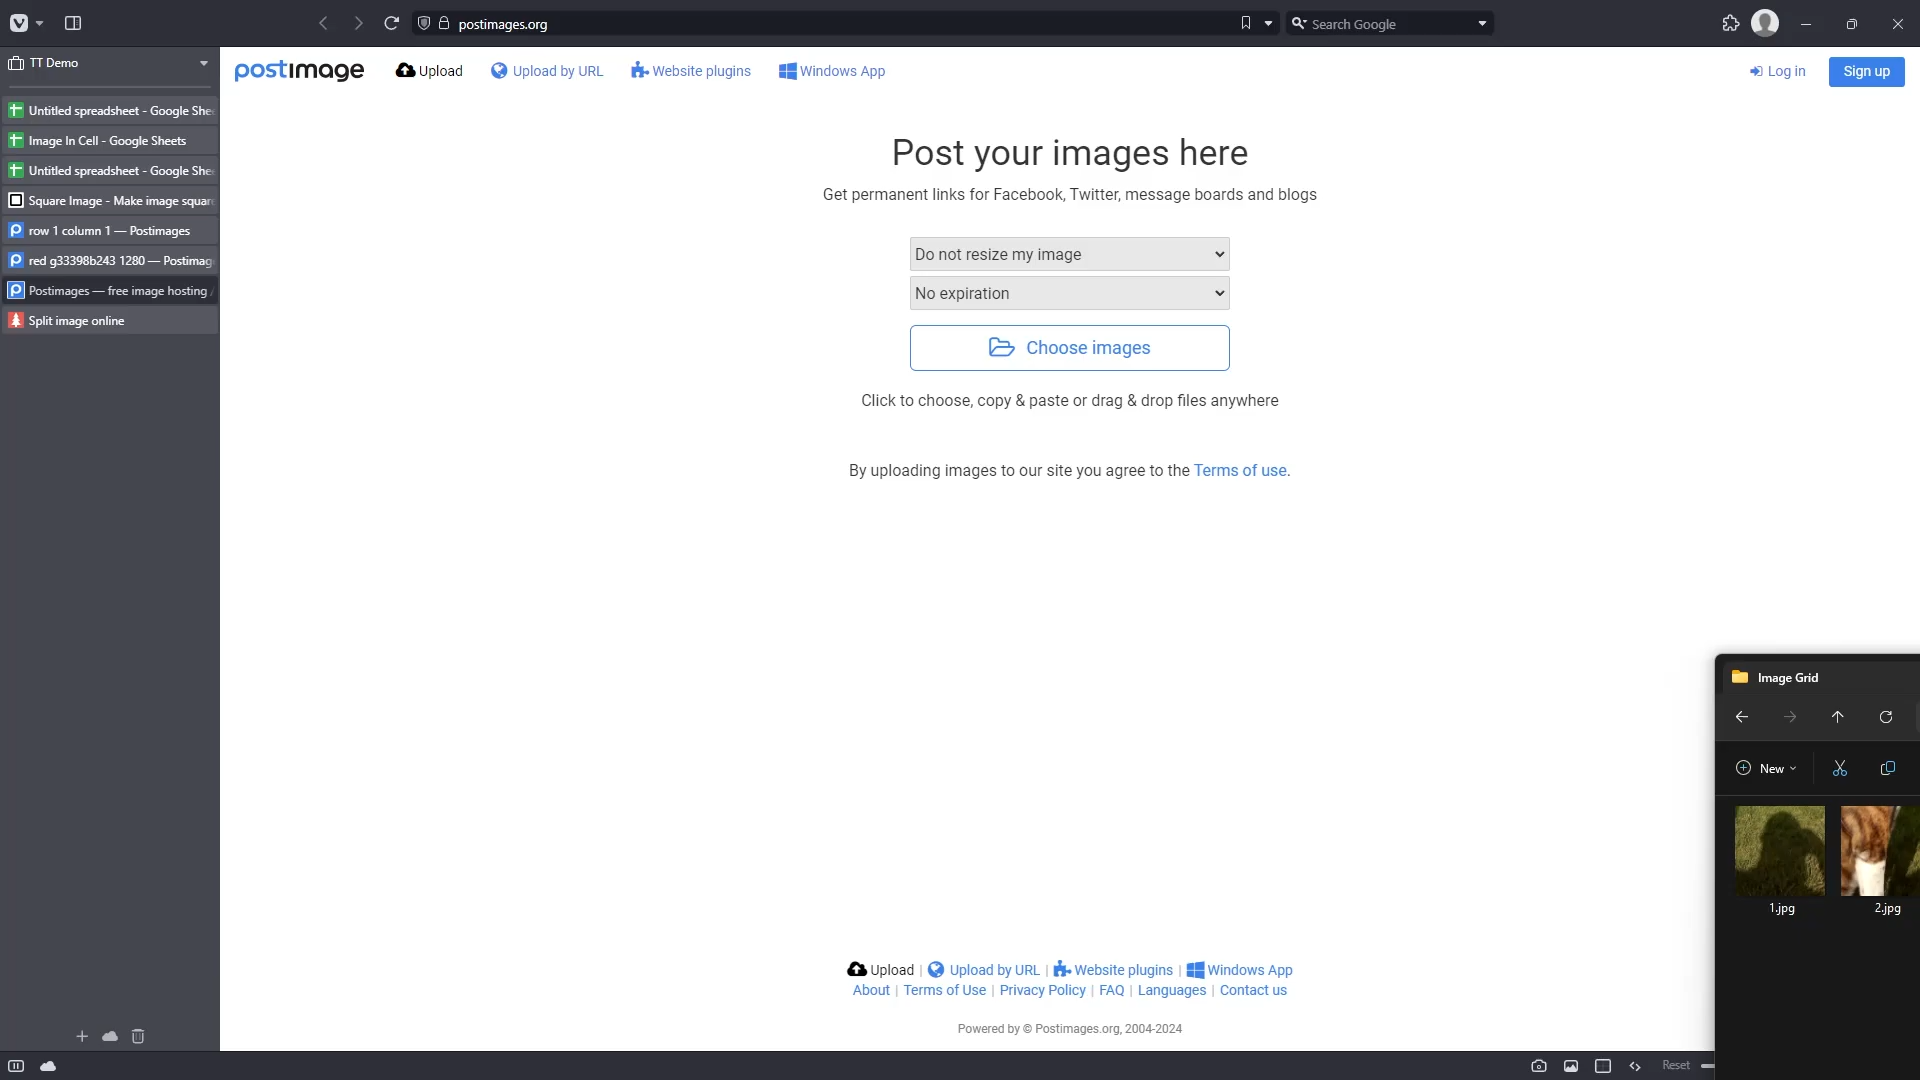 postimages.org
Search Google
TT Demo
Untitled spreadsheet - Google She
Image In Cell - Google Sheets
Untitled spreadsheet - Google She
Square Image - Make image squar
row 1 column 1 — Postimages
red g33398b243 1280 — Postimag
Postimages — free image hosting /
Split image online
postimage
Upload
Upload by URL
Website plugins
Windows App
Log in
Sign up
Post your images here
Get permanent links for Facebook, Twitter, message boards and blogs
Do not resize my image
No expiration
Choose images
Click to choose, copy & paste or drag & drop files anywhere
By uploading images to our site you agree to the Terms of use.
Image Grid
New
1.jpg
2.jpg
Upload | Upload by URL | Website plugins | Windows App
About | Terms of Use | Privacy Policy | FAQ | Languages | Contact us
Powered by © Postimages.org, 2004-2024
Reset